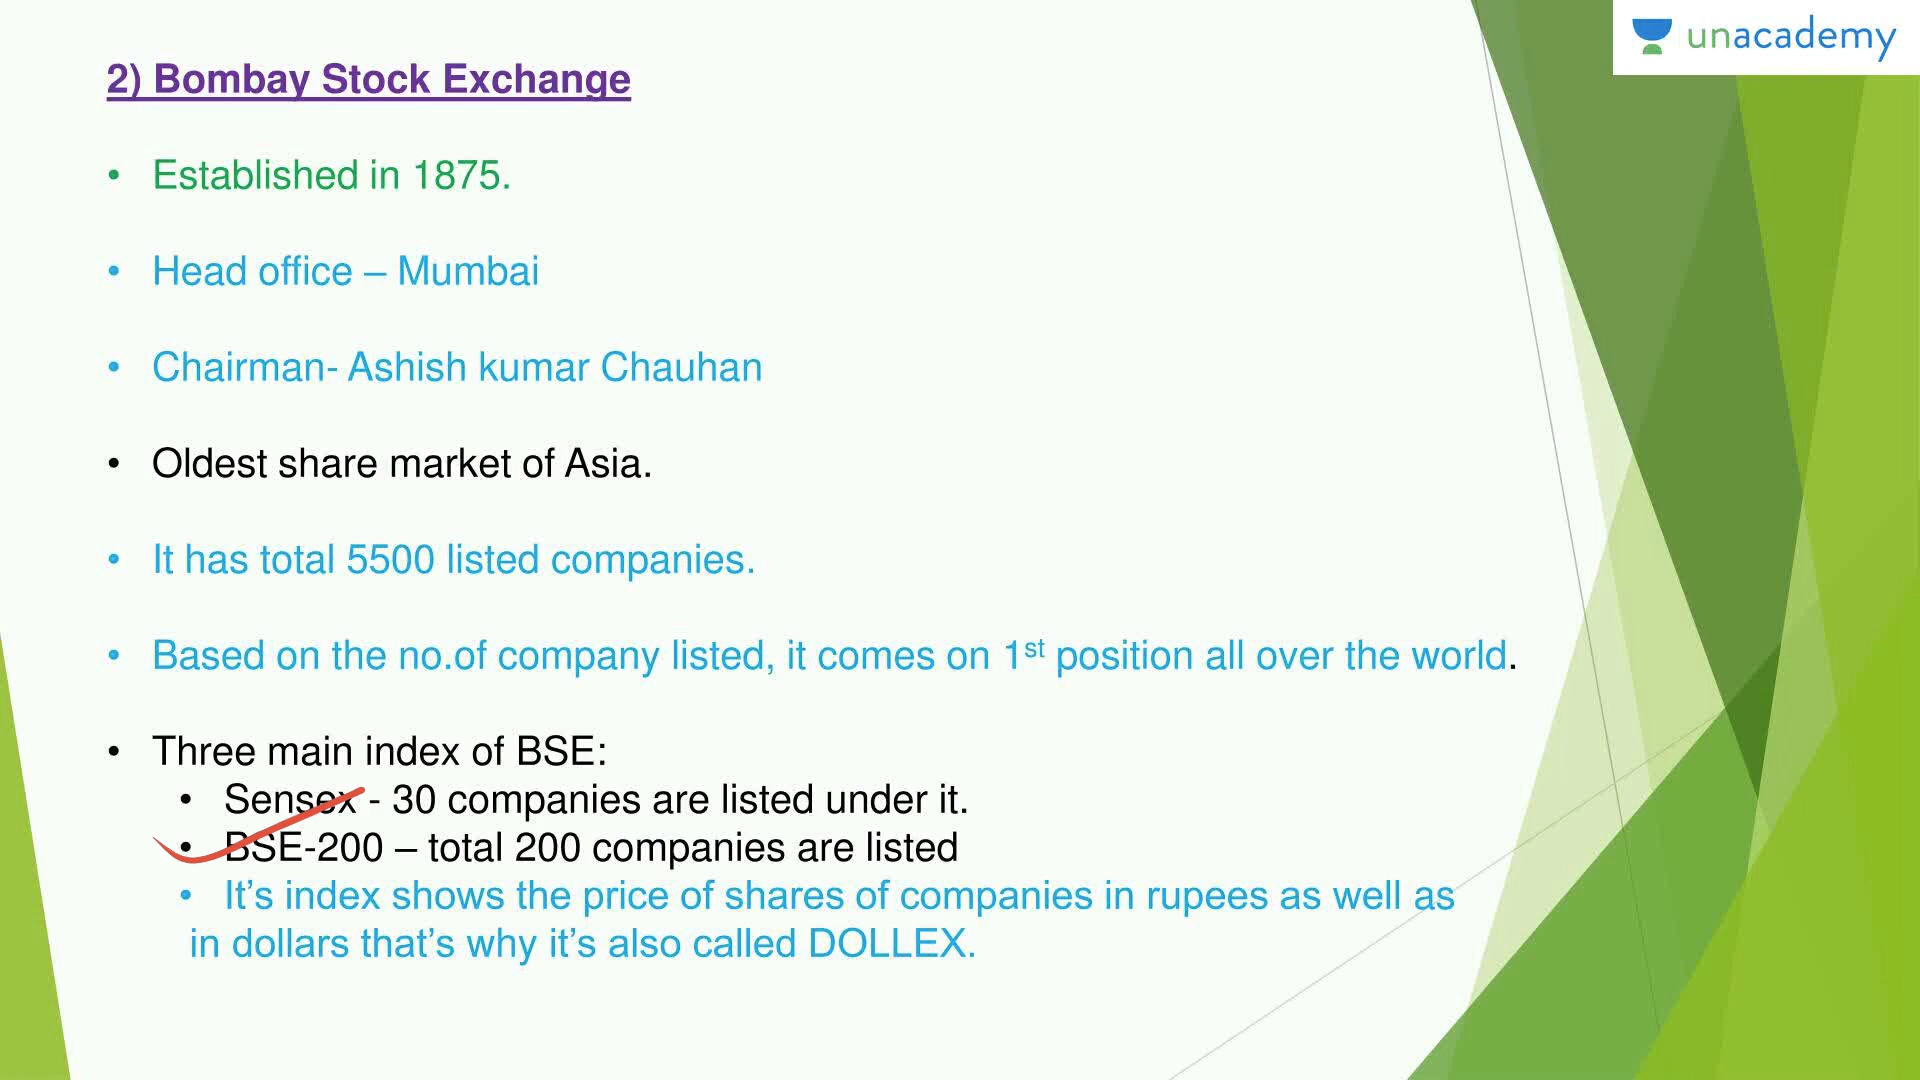 unacademy
2) Bombay Stock Exchange
• Established in 1875.
• Head office – Mumbai
• Chairman- Ashish kumar Chauhan
• Oldest share market of Asia.
• It has total 5500 listed companies.
• Based on the no.of company listed, it comes on 1st position all over the world.
• Three main index of BSE:
• Sensex - 30 companies are listed under it.
• BSE-200 – total 200 companies are listed
• It’s index shows the price of shares of companies in rupees as well as
in dollars that’s why it’s also called DOLLEX.